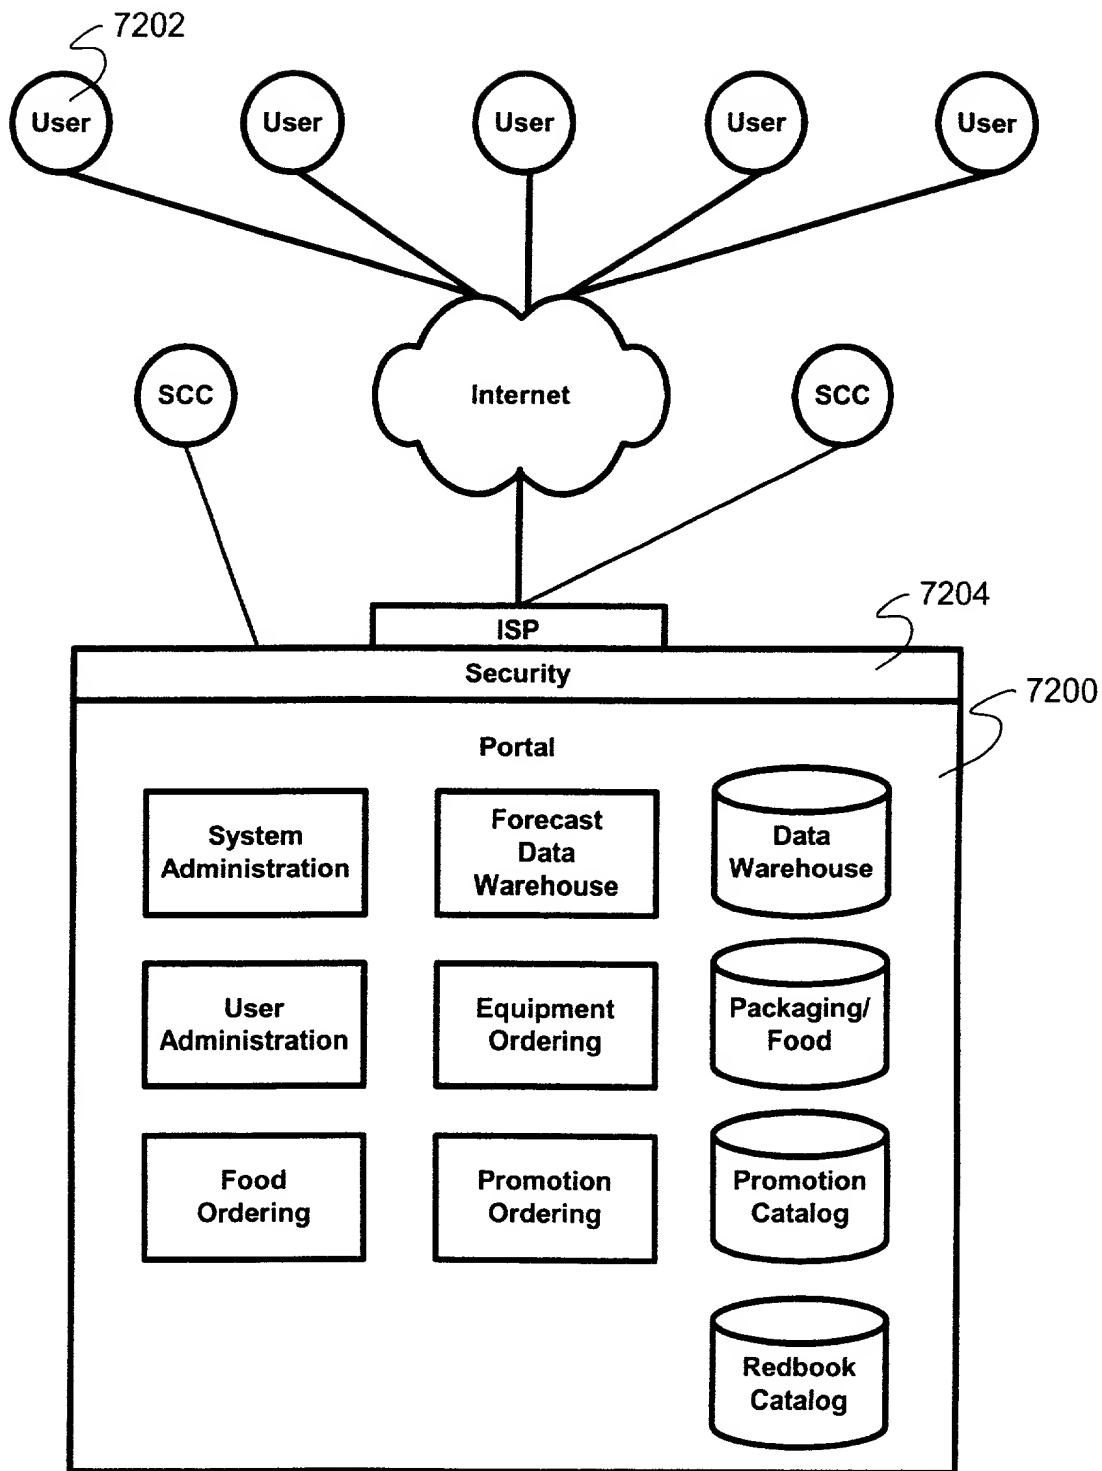 7202
User
User
User
User
User
SCC
Internet
SCC
7204
ISP
Security
7200
Portal
System
Administration
Forecast
Data
Warehouse
Data
Warehouse
User
Administration
Equipment
Ordering
Packaging/
Food
Food
Ordering
Promotion
Ordering
Promotion
Catalog
Redbook
Catalog